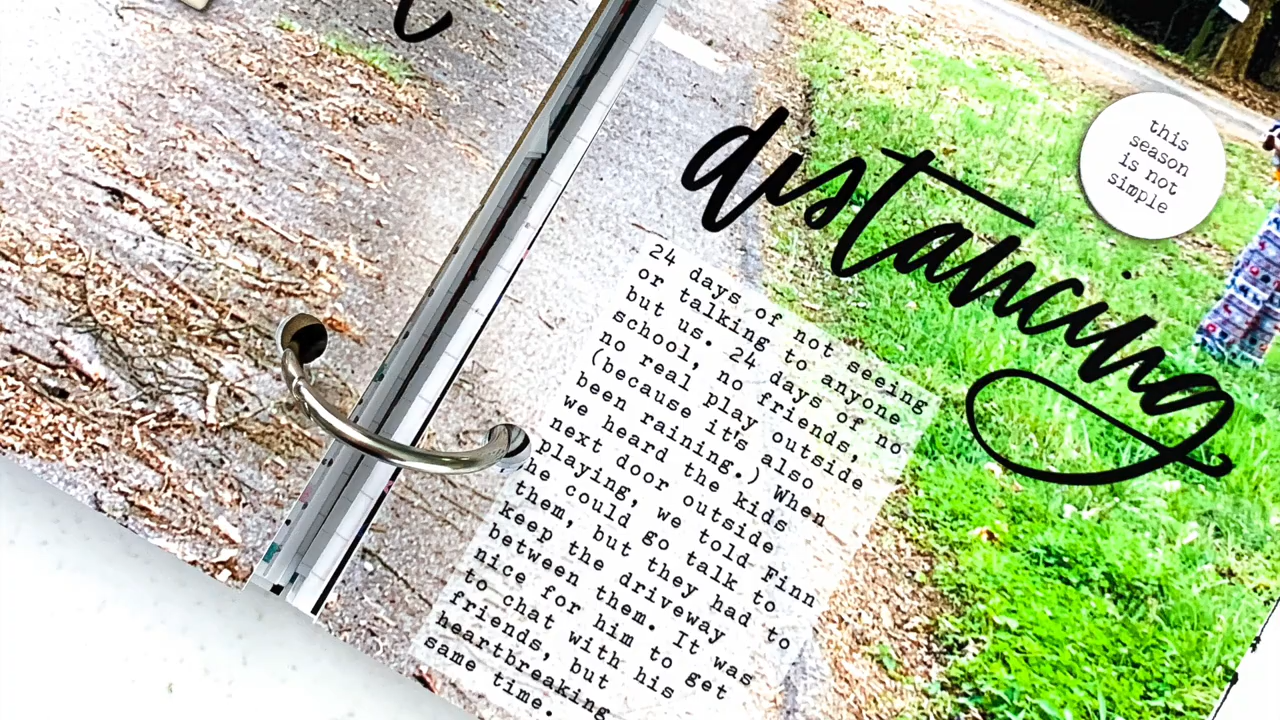 distancing
this
season
is not
simple
24 days of not seeing
or talking to anyone
but us. 24 days of no
school, no friends,
no real play outside
(because it's also
been raining.) When
we heard the kids
next door outside
playing, we told Finn
he could go talk to
them, but they had to
keep the driveway
between them. It was
nice for him to get
to chat with his
friends, but
heartbreaking
same time.